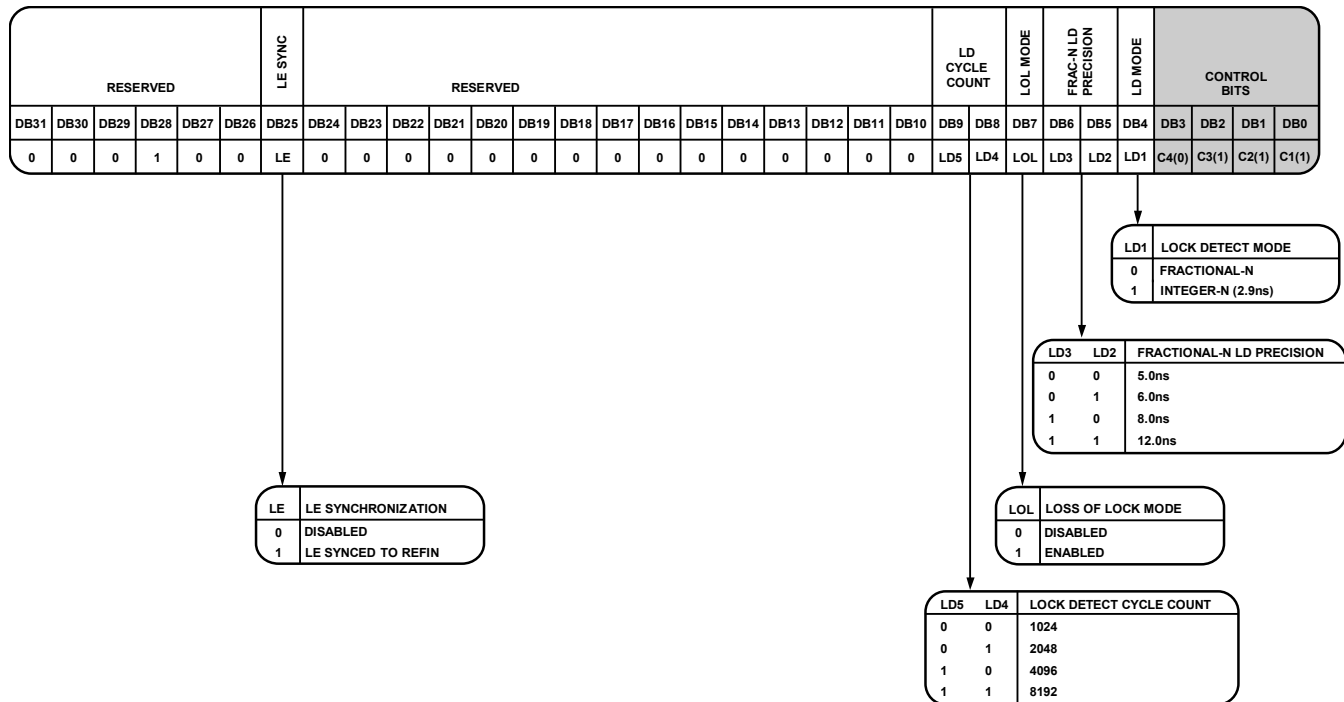 RESERVED
LE SYNC
RESERVED
LD
CYCLE
COUNT
LOL MODE
FRAC-N LD
PRECISION
LD MODE
CONTROL
BITS
DB31 DB30 DB29 DB28 DB27 DB26 DB25 DB24 DB23 DB22 DB21 DB20 DB19 DB18 DB17 DB16 DB15 DB14 DB13 DB12 DB11 DB10 DB9 DB8 DB7 DB6 DB5 DB4 DB3 DB2 DB1 DB0
0 0 0 1 0 0 LE 0 0 0 0 0 0 0 0 0 0 0 0 0 0 0 LD5 LD4 LOL LD3 LD2 LD1 C4(0) C3(1) C2(1) C1(1)
LD1 LOCK DETECT MODE
0 FRACTIONAL-N
1 INTEGER-N (2.9ns)
LD3 LD2 FRACTIONAL-N LD PRECISION
0 0 5.0ns
0 1 6.0ns
1 0 8.0ns
1 1 12.0ns
LE LE SYNCHRONIZATION
0 DISABLED
1 LE SYNCED TO REFIN
LOL LOSS OF LOCK MODE
0 DISABLED
1 ENABLED
LD5 LD4 LOCK DETECT CYCLE COUNT
0 0 1024
0 1 2048
1 0 4096
1 1 8192